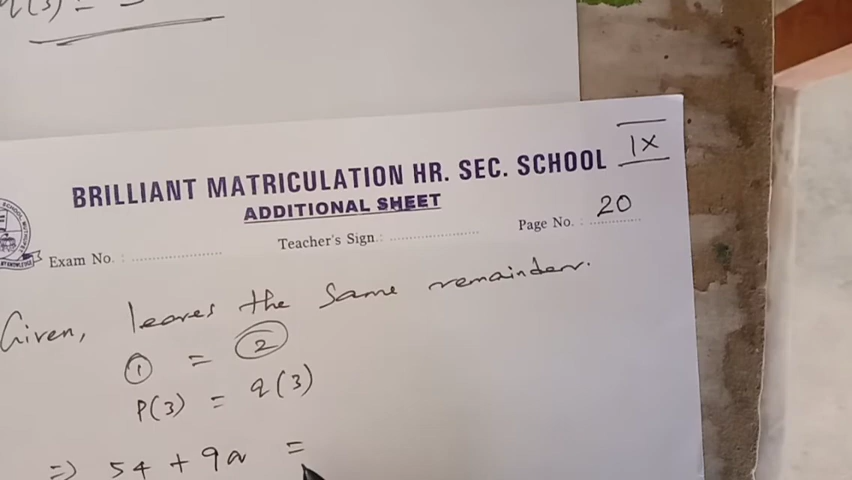 q(3) =
BRILLIANT MATRICULATION HR. SEC. SCHOOL
IX
ADDITIONAL SHEET
Exam No. : Teacher's Sign.: Page No. : 20
Given, leaves the same remainder.
① = ②
P(3) = q(3)
⇒ 54 + 9a =